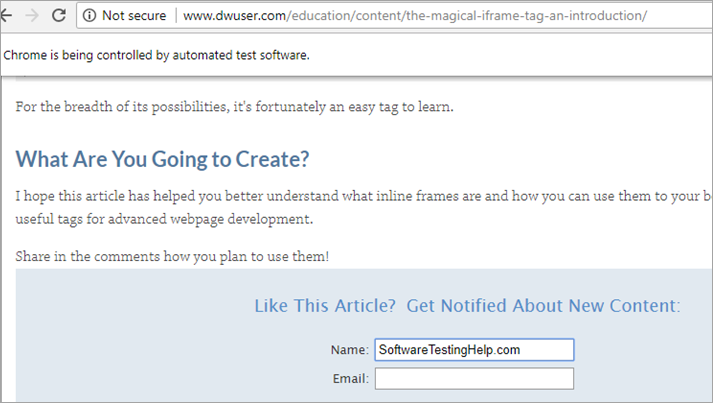 Not secure | www.dwuser.com/education/content/the-magical-iframe-tag-an-introduction/
Chrome is being controlled by automated test software.
For the breadth of its possibilities, it's fortunately an easy tag to learn.
What Are You Going to Create?
I hope this article has helped you better understand what inline frames are and how you can use them to your b
useful tags for advanced webpage development.
Share in the comments how you plan to use them!
Like This Article? Get Notified About New Content:
Name: SoftwareTestingHelp.com
Email: